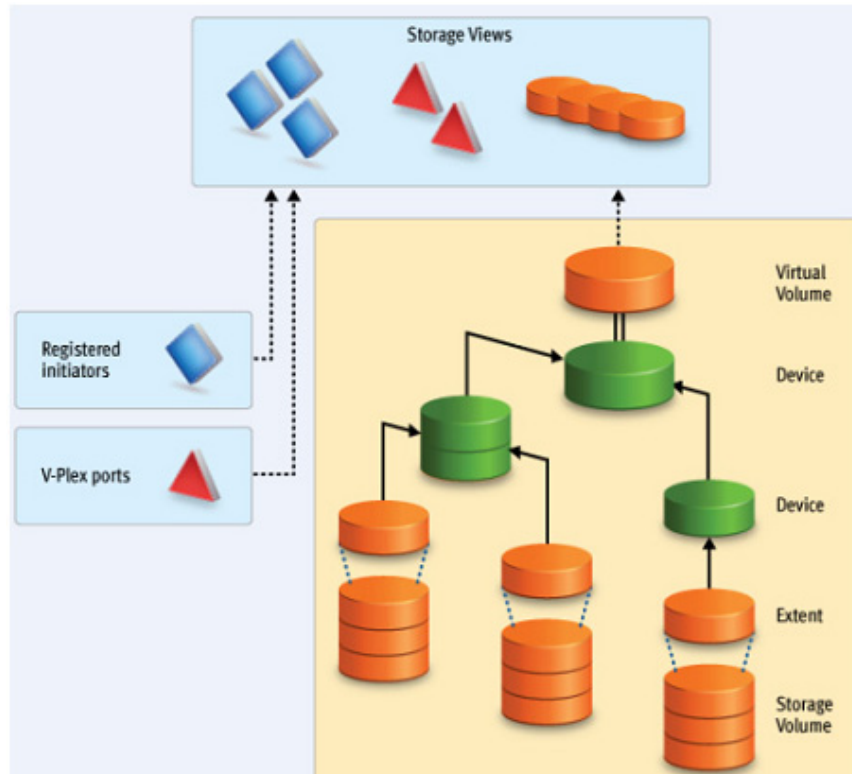 Storage Views
Virtual
Volume
Registered
initiators
Device
V-Plex ports
Device
Extent
Storage
Volume